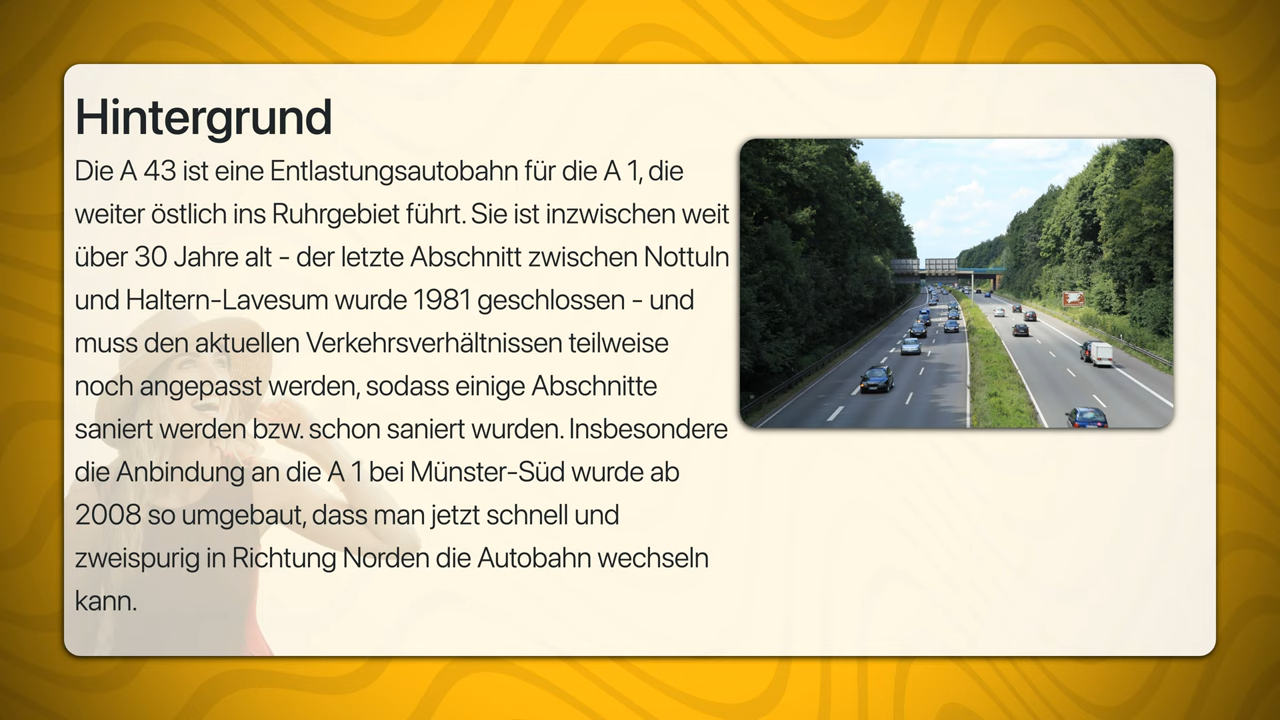 Hintergrund
Die A 43 ist eine Entlastungsautobahn für die A 1, die
weiter östlich ins Ruhrgebiet führt. Sie ist inzwischen weit
über 30 Jahre alt - der letzte Abschnitt zwischen Nottuln
und Haltern-Lavesum wurde 1981 geschlossen - und
muss den aktuellen Verkehrsverhältnissen teilweise
noch angepasst werden, sodass einige Abschnitte
saniert werden bzw. schon saniert wurden. Insbesondere
die Anbindung an die A 1 bei Münster-Süd wurde ab
2008 so umgebaut, dass man jetzt schnell und
zweispurig in Richtung Norden die Autobahn wechseln
kann.